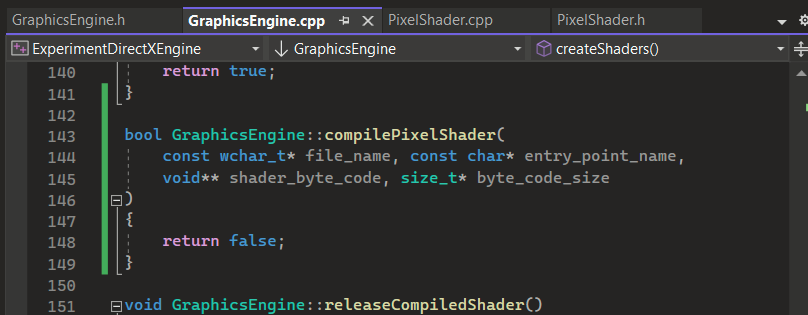 GraphicsEngine.h GraphicsEngine.cpp PixelShader.cpp PixelShader.h
ExperimentDirectXEngine GraphicsEngine createShaders()
140 return true;
141 }
142
143 bool GraphicsEngine::compilePixelShader(
144 const wchar_t* file_name, const char* entry_point_name,
145 void** shader_byte_code, size_t* byte_code_size
146 )
147 {
148 return false;
149 }
150
151 void GraphicsEngine::releaseCompiledShader()